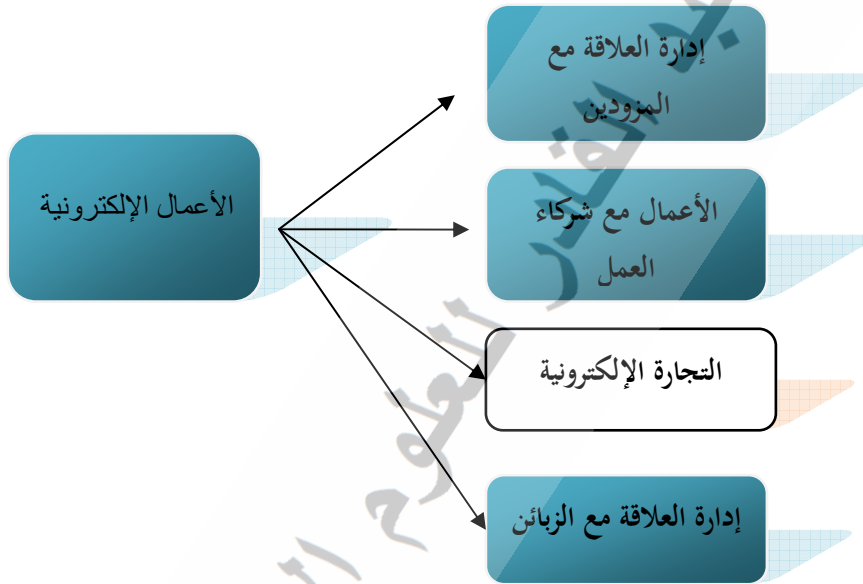 إدارة العلاقة مع
المزودين
الأعمال الإلكترونية
الأعمال مع شركاء
العمل
التجارة الإلكترونية
إدارة العلاقة مع الزبائن